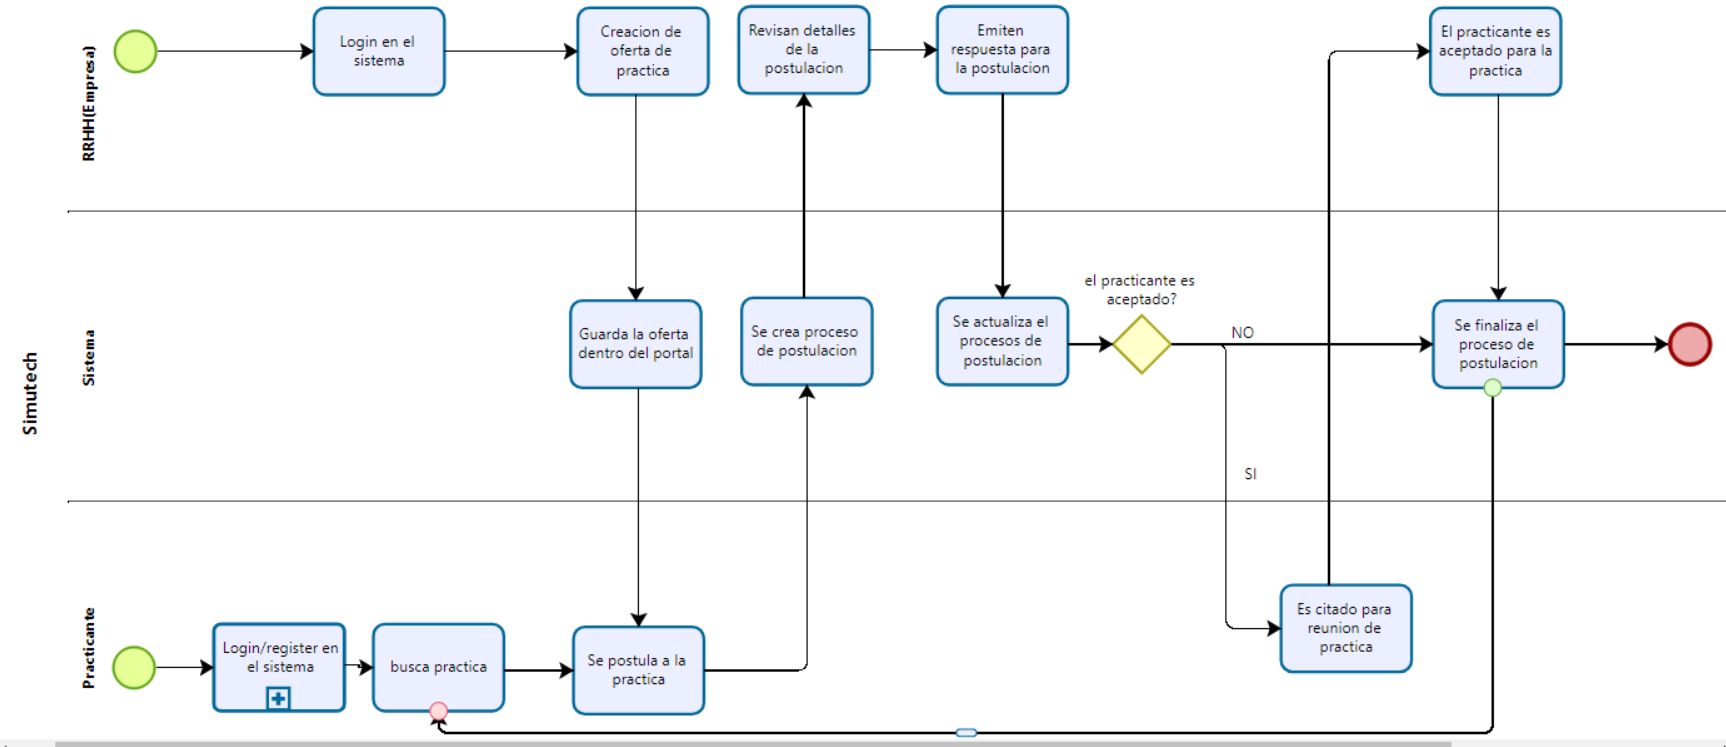 Simutech
RRHH(Empresa)
Login en el
sistema
Creacion de
oferta de
practica
Revisan detalles
de la
postulacion
Emiten
respuesta para
la postulacion
El practicante es
aceptado para la
practica
Sistema
Guarda la oferta
dentro del portal
Se crea proceso
de postulacion
Se actualiza el
procesos de
postulacion
el practicante es
aceptado?
NO
SI
Se finaliza el
proceso de
postulacion
Practicante
Login/register en
el sistema
busca practica
Se postula a la
practica
Es citado para
reunion de
practica